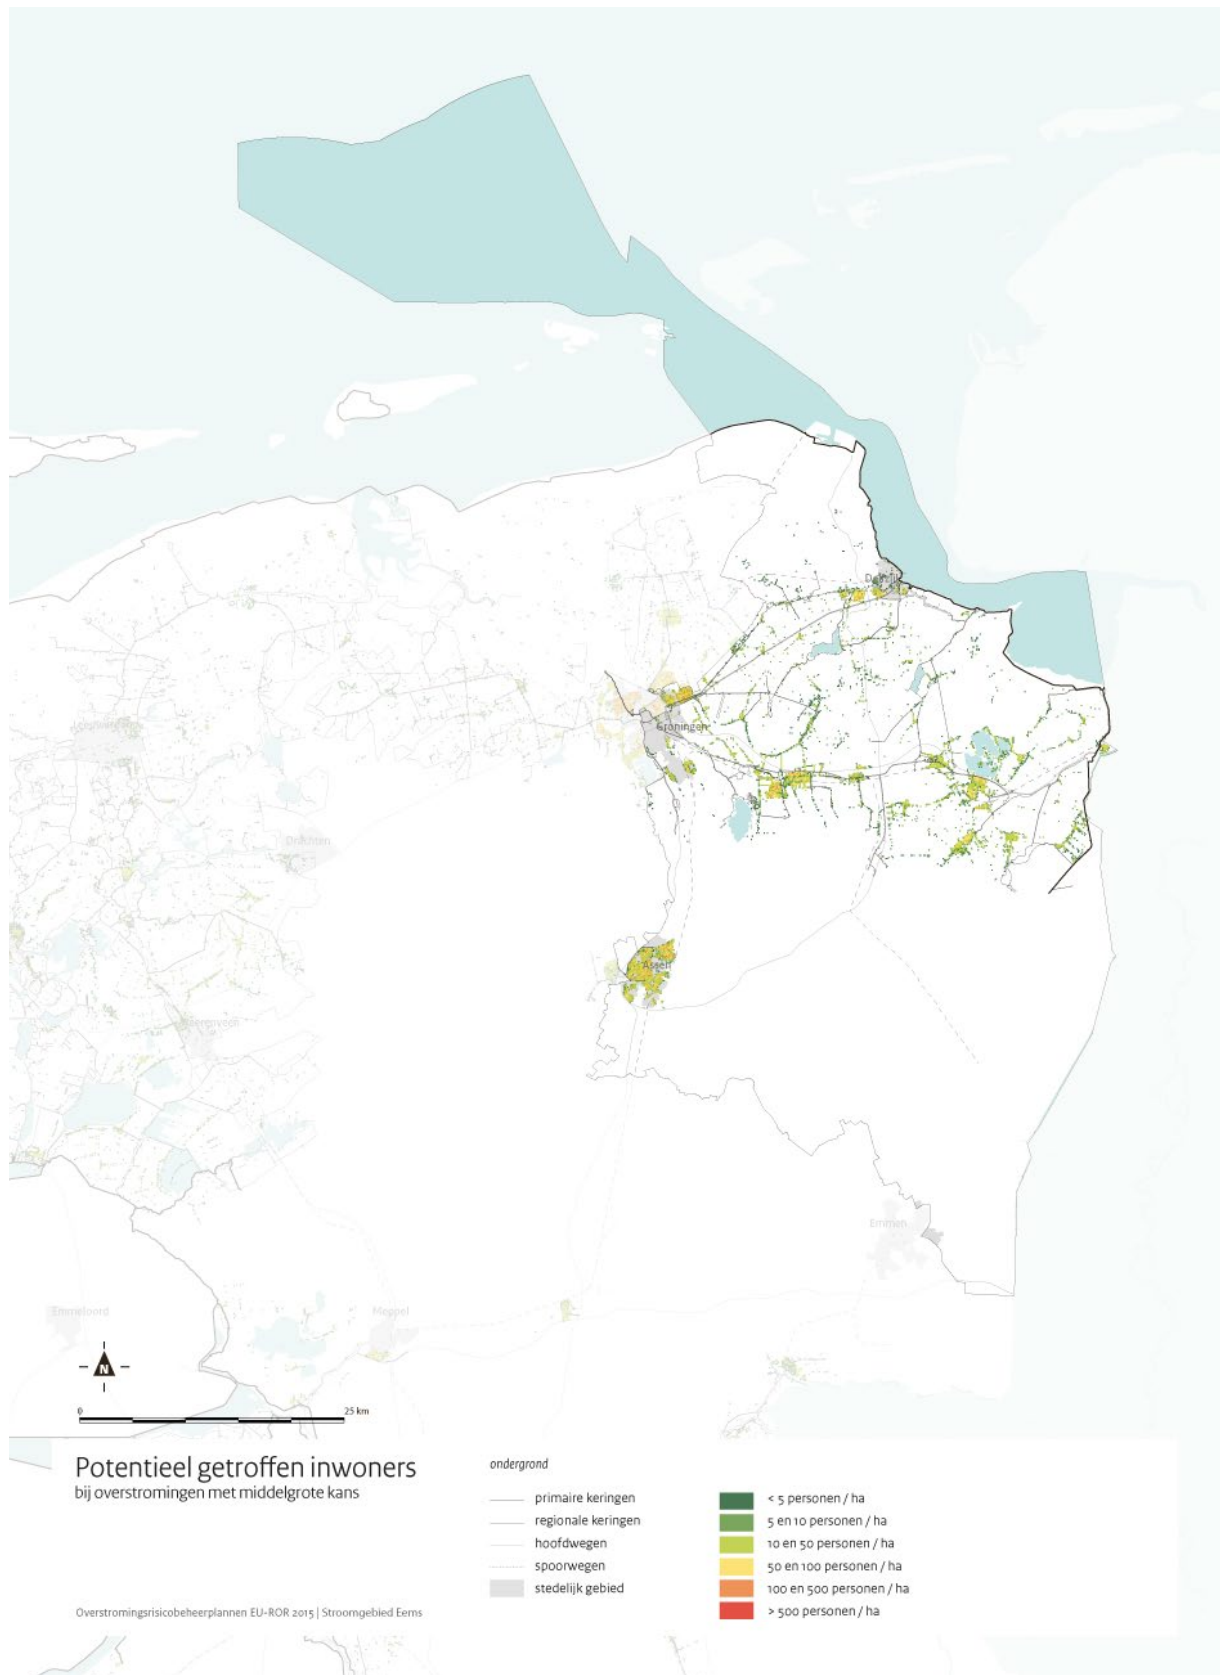 Delfzijl
Groningen
Leeuwarden
Drachten
Assen
Heerenveen
Emmen
Emmeloord
Meppel
N
0
25 km
Potentieel getroffen inwoners
bij overstromingen met middelgrote kans
ondergrond
primaire keringen
regionale keringen
hoofdwegen
spoorwegen
stedelijk gebied
< 5 personen / ha
5 en 10 personen / ha
10 en 50 personen / ha
50 en 100 personen / ha
100 en 500 personen / ha
> 500 personen / ha
Overstromingsrisicobeheerplannen EU-ROR 2015 | Stroomgebied Eems